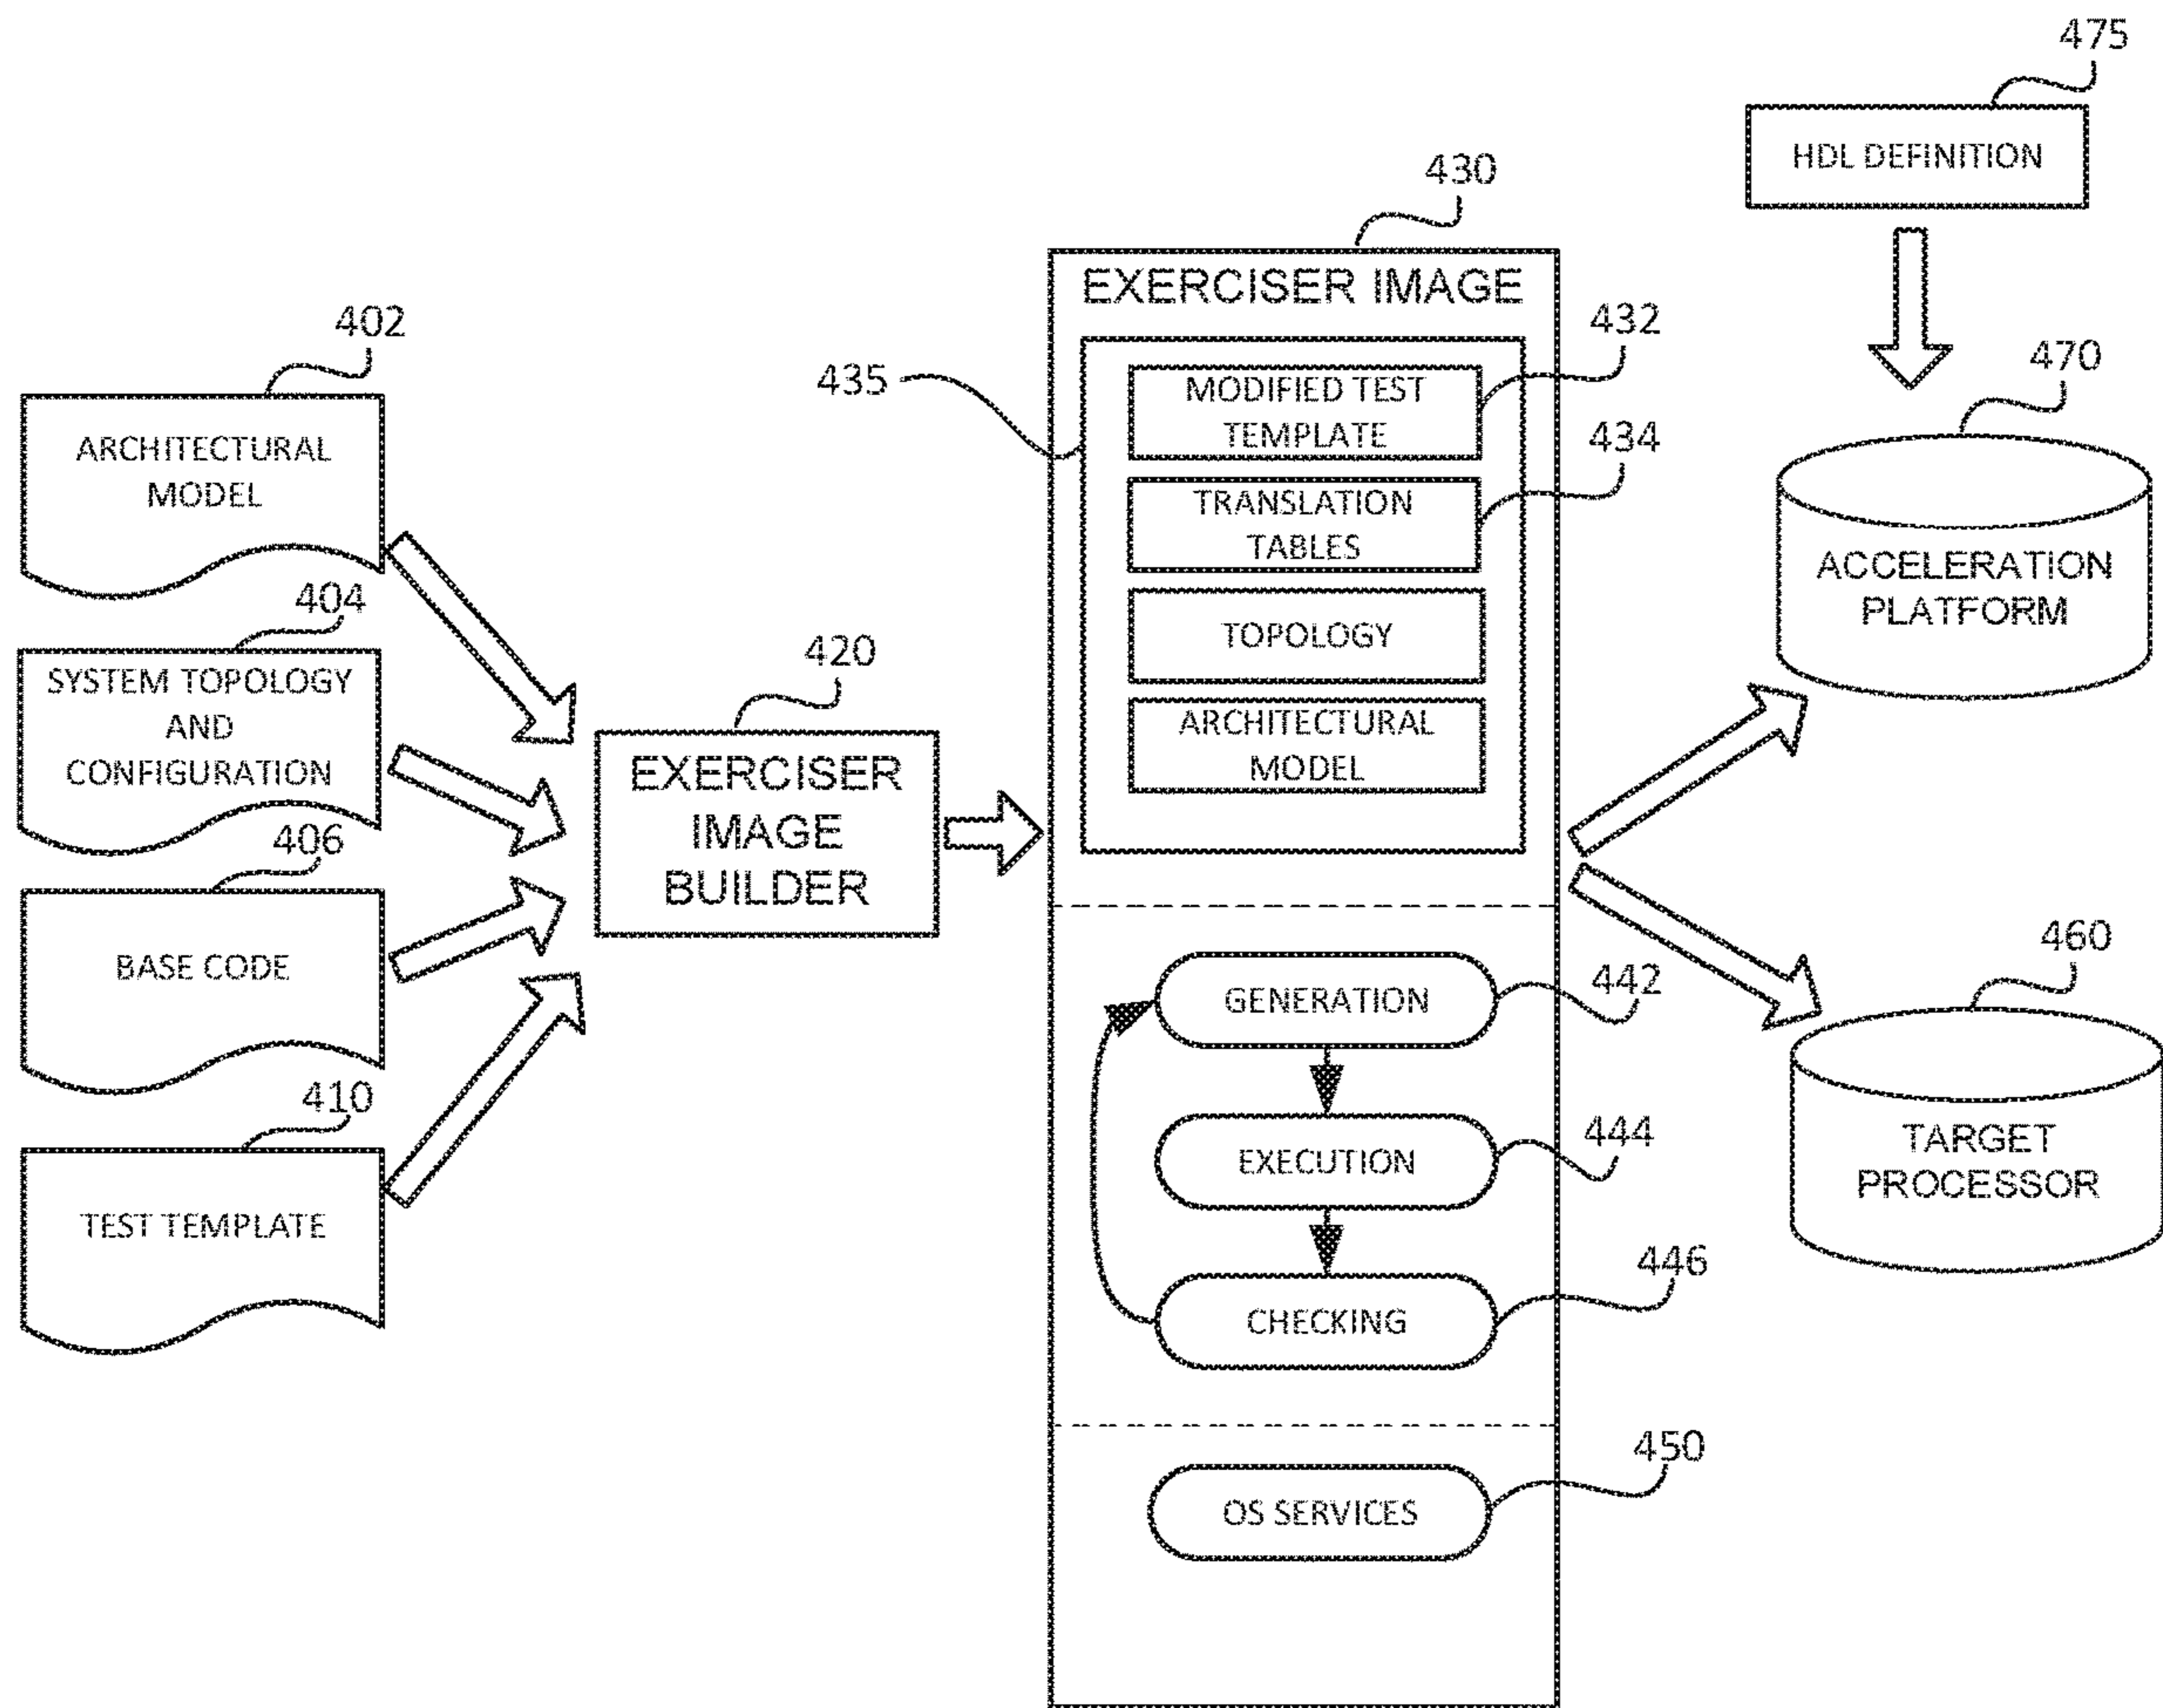 475
HDL DEFINITION
430
EXERCISER IMAGE
402
432
470
435
MODIFIED TEST
TEMPLATE
434
ARCHITECTURAL
MODEL
TRANSLATION
TABLES
ACCELERATION
PLATFORM
404
SYSTEM TOPOLOGY
AND
CONFIGURATION
420
TOPOLOGY
ARCHITECTURAL
MODEL
EXERCISER
IMAGE
BUILDER
406
BASE CODE
GENERATION
442
460
410
TEST TEMPLATE
EXECUTION
444
TARGET
PROCESSOR
CHECKING
446
450
OS SERVICES